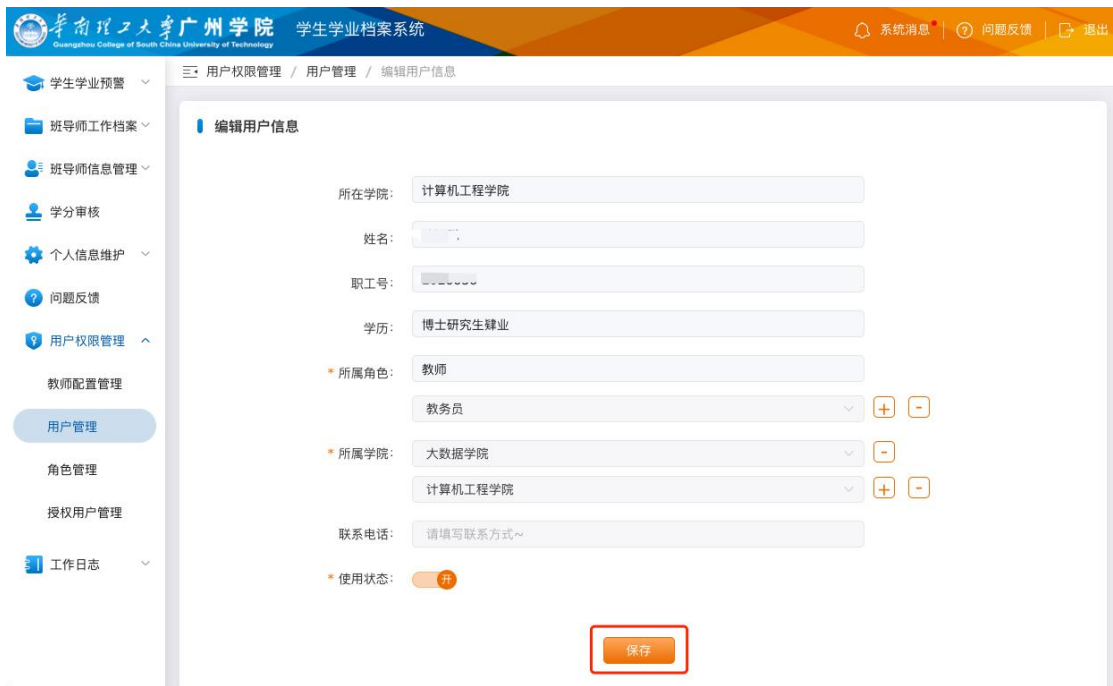 华南理工大学广州学院 学生学业档案系统 系统消息 问题反馈 退出
Guangzhou College of South China University of Technology
学生学业预警
用户权限管理 / 用户管理 / 编辑用户信息
班导师工作档案
编辑用户信息
班导师信息管理
所在学院: 计算机工程学院
学分审核
姓名:
个人信息维护
职工号:
问题反馈
学历: 博士研究生肄业
用户权限管理
* 所属角色: 教师
教师配置管理
教务员 + -
用户管理
* 所属学院: 大数据学院 -
角色管理
计算机工程学院 + -
授权用户管理
联系电话: 请填写联系方式~
工作日志
* 使用状态: 开
保存